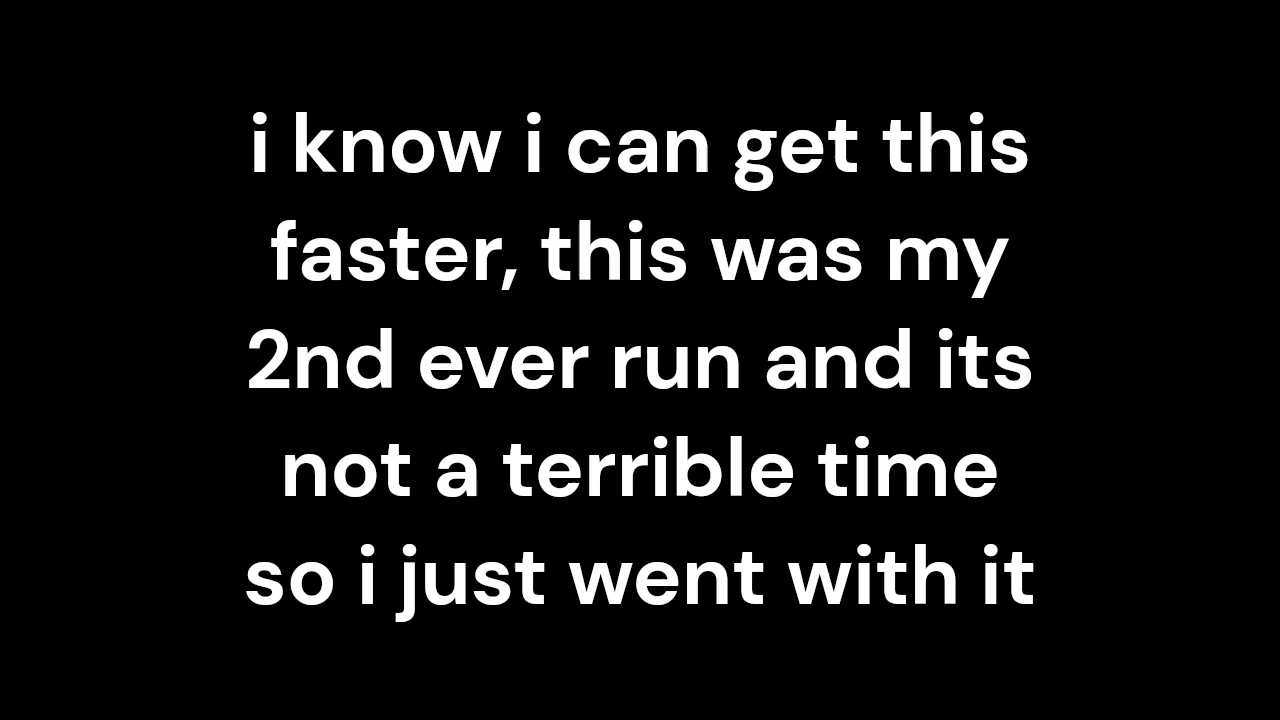 i know i can get this
faster, this was my
2nd ever run and its
not a terrible time
so i just went with it